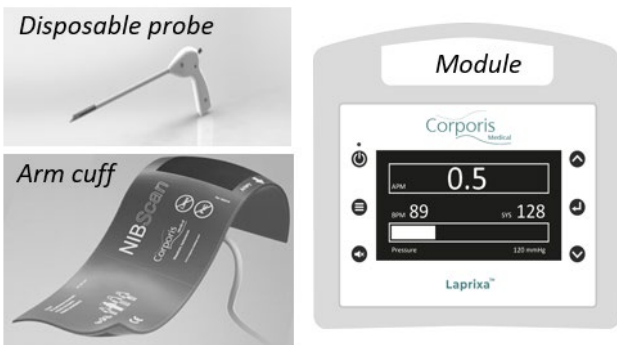 Disposable probe
Arm cuff
NIBScan
Corporis
Module
Corporis
Medical
APM 0.5
BPM 89 SYS 128
Pressure 120 mmHg
Laprixa™